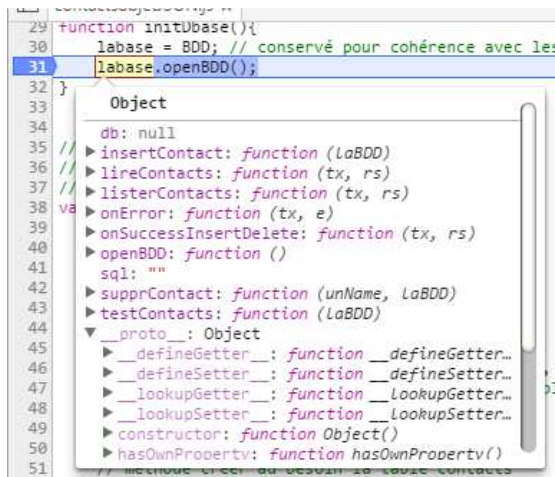 29 function initDbase(){
30 labase = BDD; // conservé pour cohérence avec les
31 labase.openBDD();
32 }
33
34
35 //
36 //
37 //
38 va
39
40
41
42
43
44
45
46
47
48
49
50
51
Object
db: null
insertContact: function (laBDD)
lireContacts: function (tx, rs)
listerContacts: function (tx, rs)
onError: function (tx, e)
onSuccessInsertDelete: function (tx, rs)
openBDD: function ()
sql: ""
supprContact: function (unName, laBDD)
testContacts: function (laBDD)
__proto__: Object
__defineGetter__: function __defineGetter…
__defineSetter__: function __defineSetter…
__lookupGetter__: function __lookupGetter…
__lookupSetter__: function __lookupSetter…
constructor: function Object()
hasOwnProperty: function hasOwnProperty()
// méthode créer au besoin la table contacts